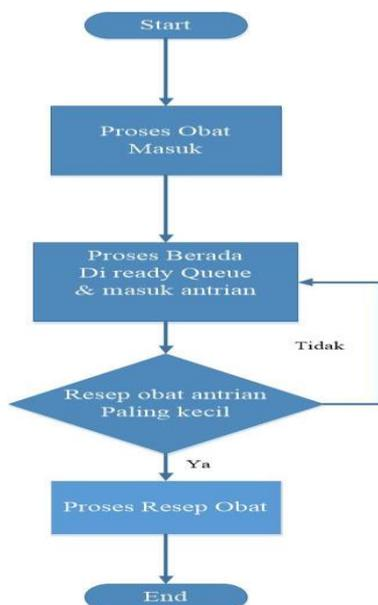 Start
Proses Obat
Masuk
Proses Berada
Di ready Queue
& masuk antrian
Tidak
Resep obat antrian
Paling kecil
Ya
Proses Resep Obat
End